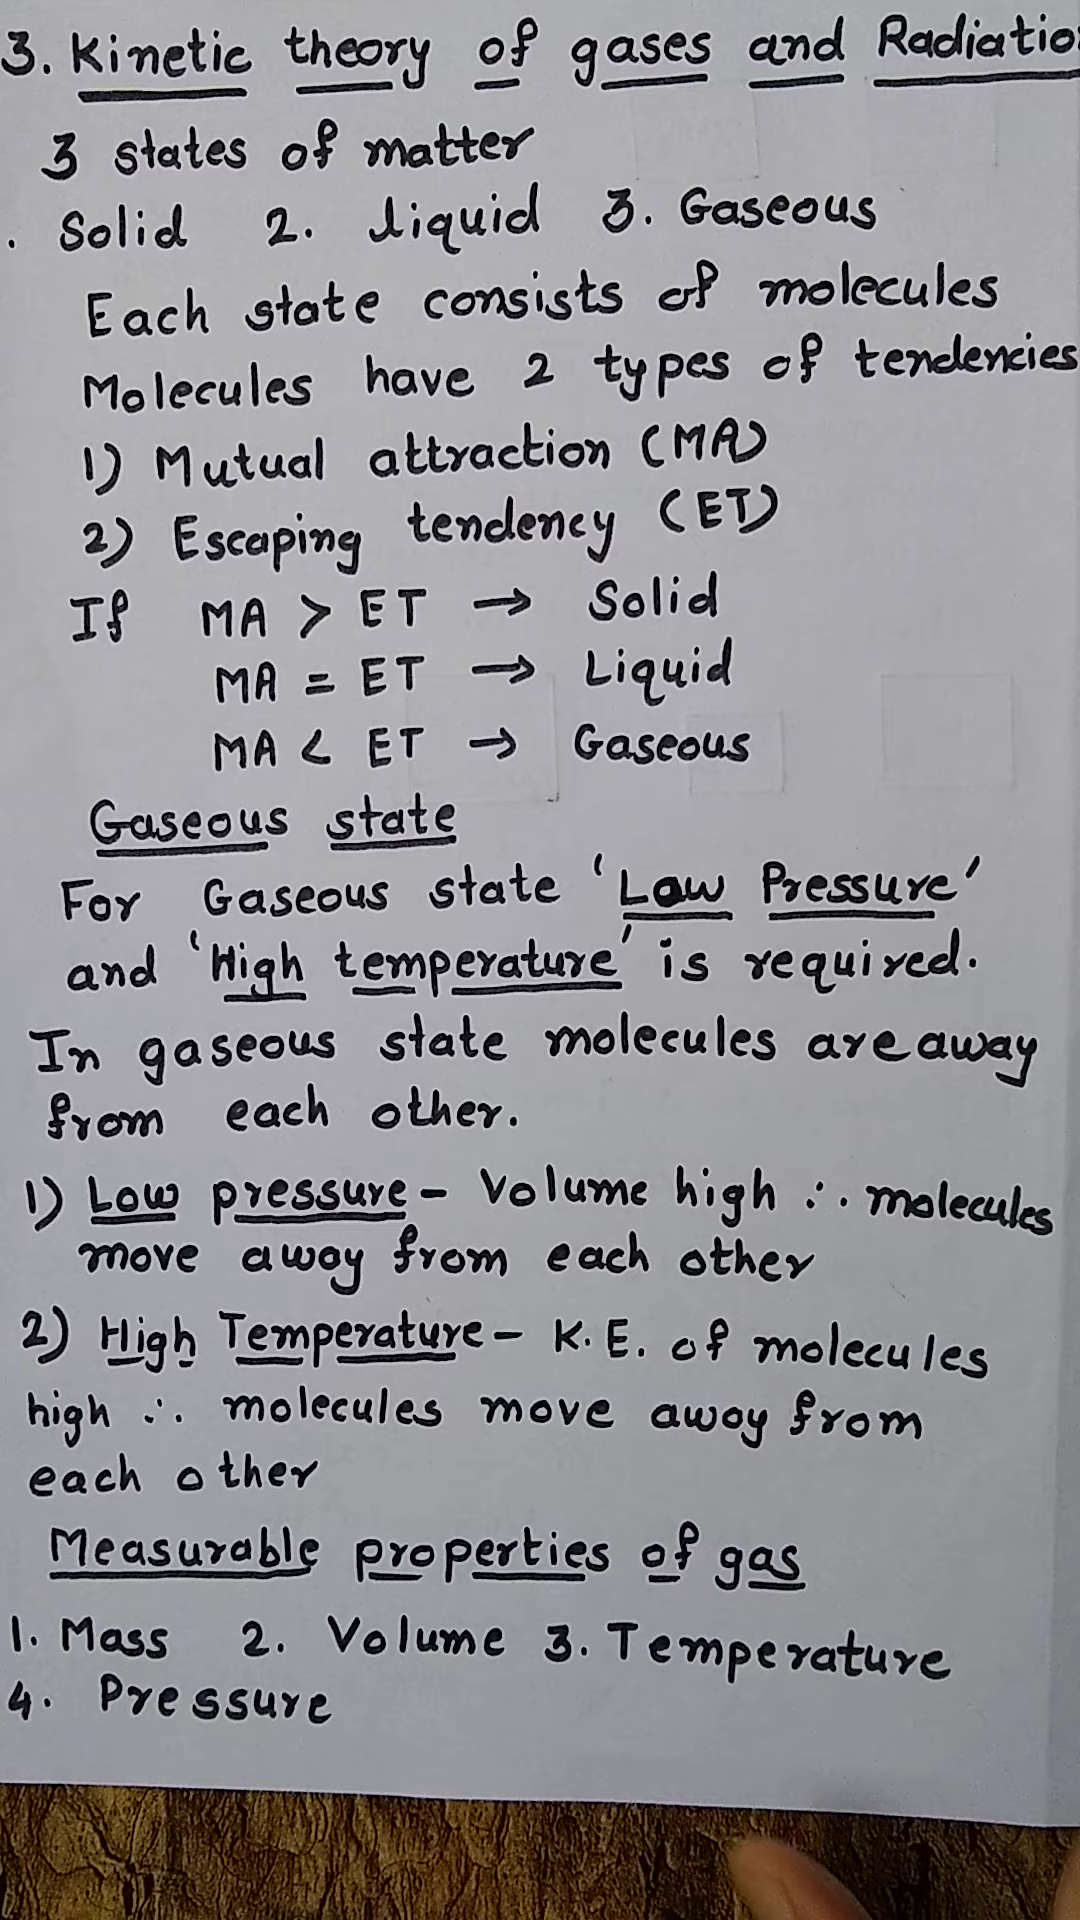 3. Kinetic theory of gases and Radiatio
3 states of matter
. Solid 2. liquid 3. Gaseous
Each state consists of molecules
Molecules have 2 types of tendencies
1) Mutual attraction (MA)
2) Escaping tendency (ET)
If MA > ET → Solid
MA = ET → Liquid
MA < ET → Gaseous
Gaseous state
For Gaseous state 'Low Pressure'
and 'High temperature' is required.
In gaseous state molecules are away
from each other.
1) Low pressure - Volume high ∴ molecules
move away from each other
2) High Temperature - K.E. of molecules
high ∴ molecules move away from
each other
Measurable properties of gas
1. Mass 2. Volume 3. Temperature
4. Pressure